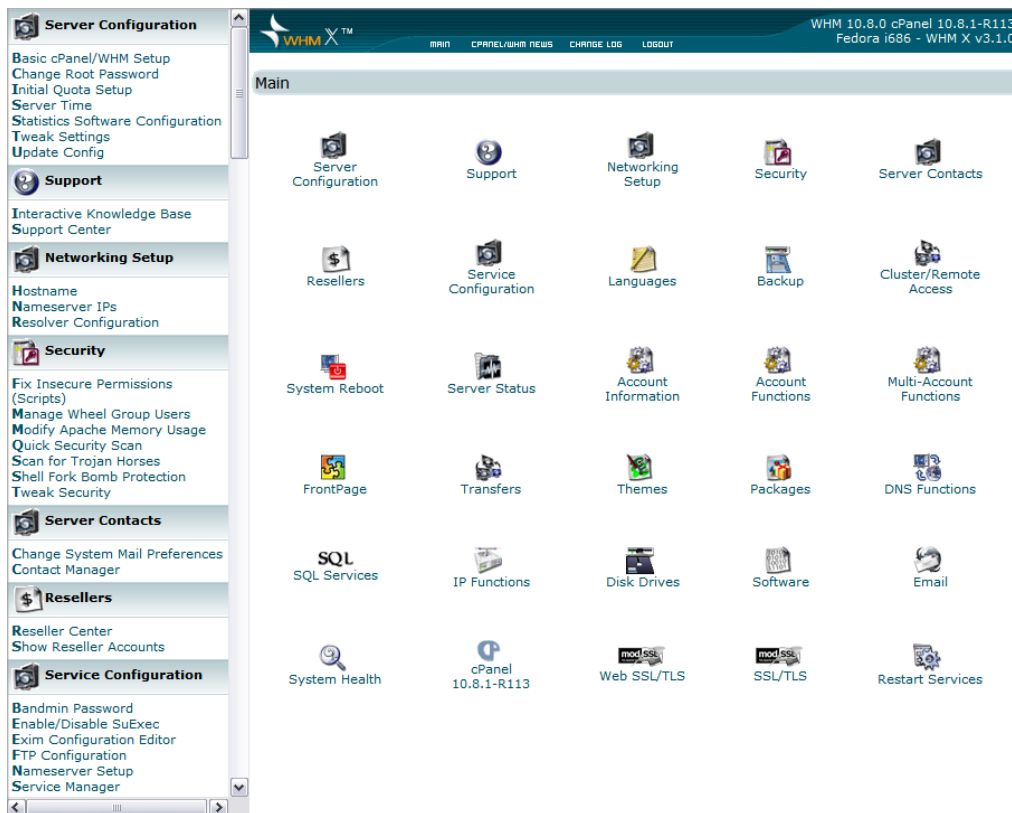 Server Configuration
Basic cPanel/WHM Setup
Change Root Password
Initial Quota Setup
Server Time
Statistics Software Configuration
Tweak Settings
Update Config
Support
Interactive Knowledge Base
Support Center
Networking Setup
Hostname
Nameserver IPs
Resolver Configuration
Security
Fix Insecure Permissions
(Scripts)
Manage Wheel Group Users
Modify Apache Memory Usage
Quick Security Scan
Scan for Trojan Horses
Shell Fork Bomb Protection
Tweak Security
Server Contacts
Change System Mail Preferences
Contact Manager
$ Resellers
Reseller Center
Show Reseller Accounts
Service Configuration
Bandmin Password
Enable/Disable SuExec
Exim Configuration Editor
FTP Configuration
Nameserver Setup
Service Manager
WHM X ™
MAIN CPANEL/WHM NEWS CHANGE LOG LOGOUT
WHM 10.8.0 cPanel 10.8.1-R113
Fedora i686 - WHM X v3.1.0
Main
Server
Configuration
Support
Networking
Setup
Security
Server Contacts
$
Resellers
Service
Configuration
Languages
Backup
Cluster/Remote
Access
System Reboot
Server Status
Account
Information
Account
Functions
Multi-Account
Functions
FrontPage
Transfers
Themes
Packages
DNS Functions
SQL
SQL Services
IP Functions
Disk Drives
Software
Email
System Health
cPanel
10.8.1-R113
mod SSL
Web SSL/TLS
mod SSL
SSL/TLS
Restart Services